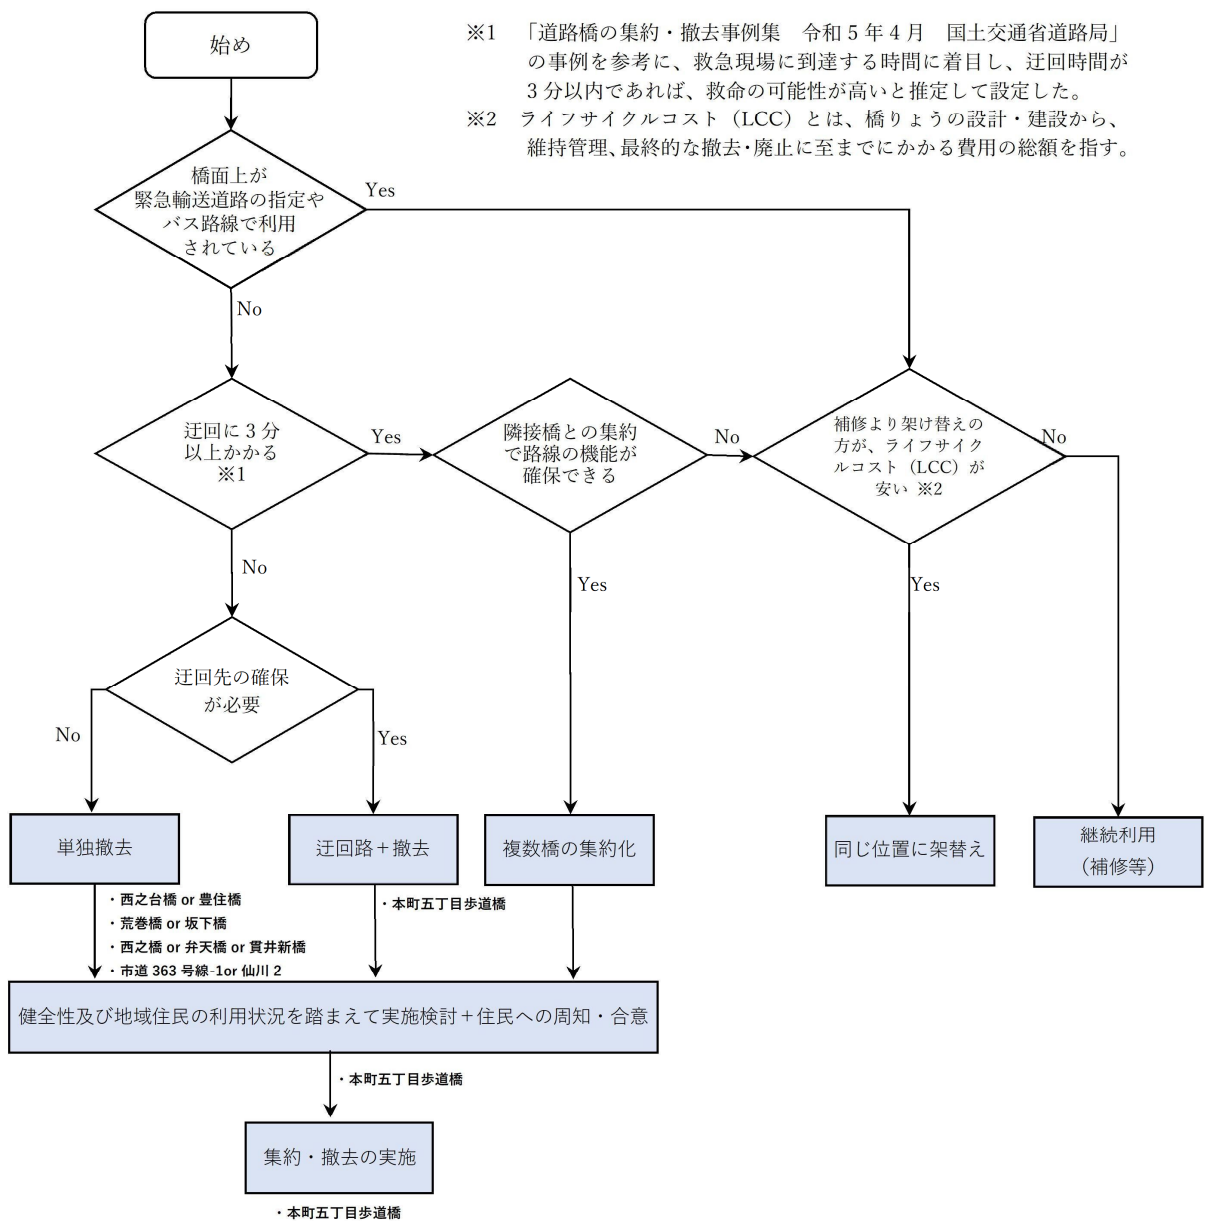 始め
※1　「道路橋の集約・撤去事例集　令和 5 年 4 月　国土交通省道路局」
の事例を参考に、救急現場に到達する時間に着目し、迂回時間が
3 分以内であれば、救命の可能性が高いと推定して設定した。
※2　ライフサイクルコスト（LCC）とは、橋りょうの設計・建設から、
維持管理、最終的な撤去・廃止に至までにかかる費用の総額を指す。
橋面上が
緊急輸送道路の指定や
バス路線で利用
されている
Yes
No
迂回に 3 分
以上かかる
※1
Yes
隣接橋との集約
で路線の機能が
確保できる
No
補修より架け替えの
方が、ライフサイク
ルコスト（LCC）が
安い ※2
No
No
Yes
Yes
迂回先の確保
が必要
No
Yes
単独撤去
迂回路＋撤去
複数橋の集約化
同じ位置に架替え
継続利用
（補修等）
・西之台橋 or 豊住橋
・荒巻橋 or 坂下橋
・西之橋 or 弁天橋 or 貫井新橋
・市道 363 号線-1or 仙川 2
・本町五丁目歩道橋
健全性及び地域住民の利用状況を踏まえて実施検討＋住民への周知・合意
・本町五丁目歩道橋
集約・撤去の実施
・本町五丁目歩道橋